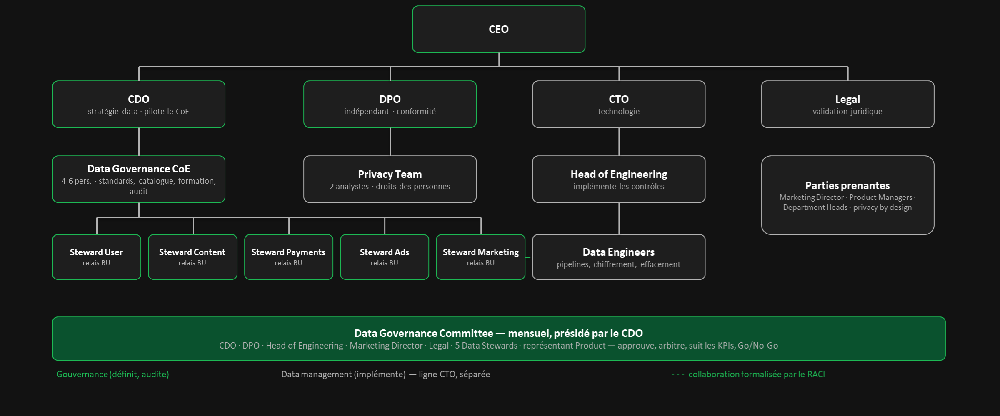 CEO
CDO
stratégie data · pilote le CoE
DPO
indépendant · conformité
CTO
technologie
Legal
validation juridique
Data Governance CoE
4-6 pers. · standards, catalogue, formation,
audit
Privacy Team
2 analystes · droits des personnes
Head of Engineering
implémente les contrôles
Parties prenantes
Marketing Director · Product Managers ·
Department Heads · privacy by design
Steward User
relais BU
Steward Content
relais BU
Steward Payments
relais BU
Steward Ads
relais BU
Steward Marketing
relais BU
Data Engineers
pipelines, chiffrement, effacement
Data Governance Committee — mensuel, présidé par le CDO
CDO · DPO · Head of Engineering · Marketing Director · Legal · 5 Data Stewards · représentant Product — approuve, arbitre, suit les KPIs, Go/No-Go
Gouvernance (définit, audite)
Data management (implémente) — ligne CTO, séparée
- - - collaboration formalisée par le RACI